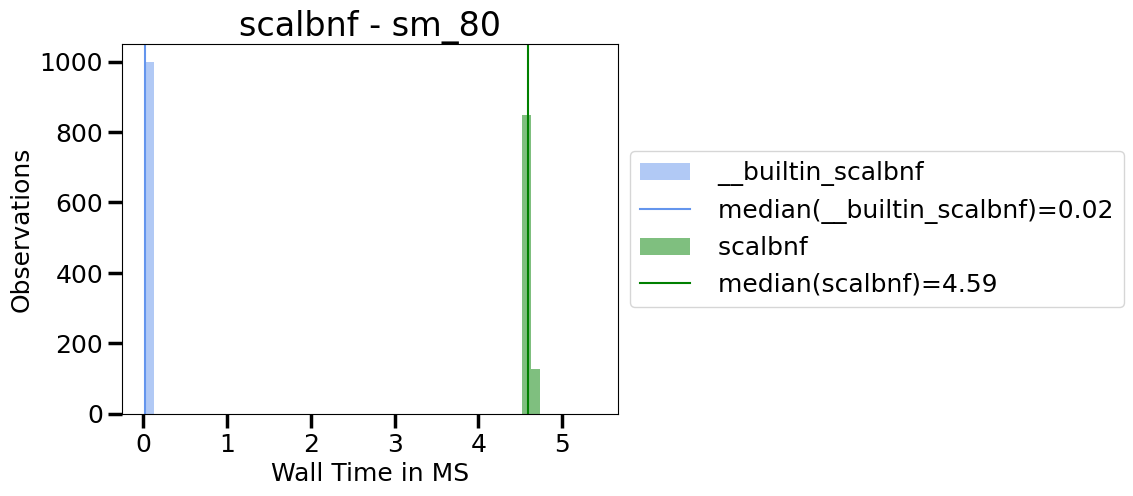 scalbnf - sm_80
1000
800
600
400
200
0
Observations
0 1 2 3 4 5
Wall Time in MS
__builtin_scalbnf
median(__builtin_scalbnf)=0.02
scalbnf
median(scalbnf)=4.59